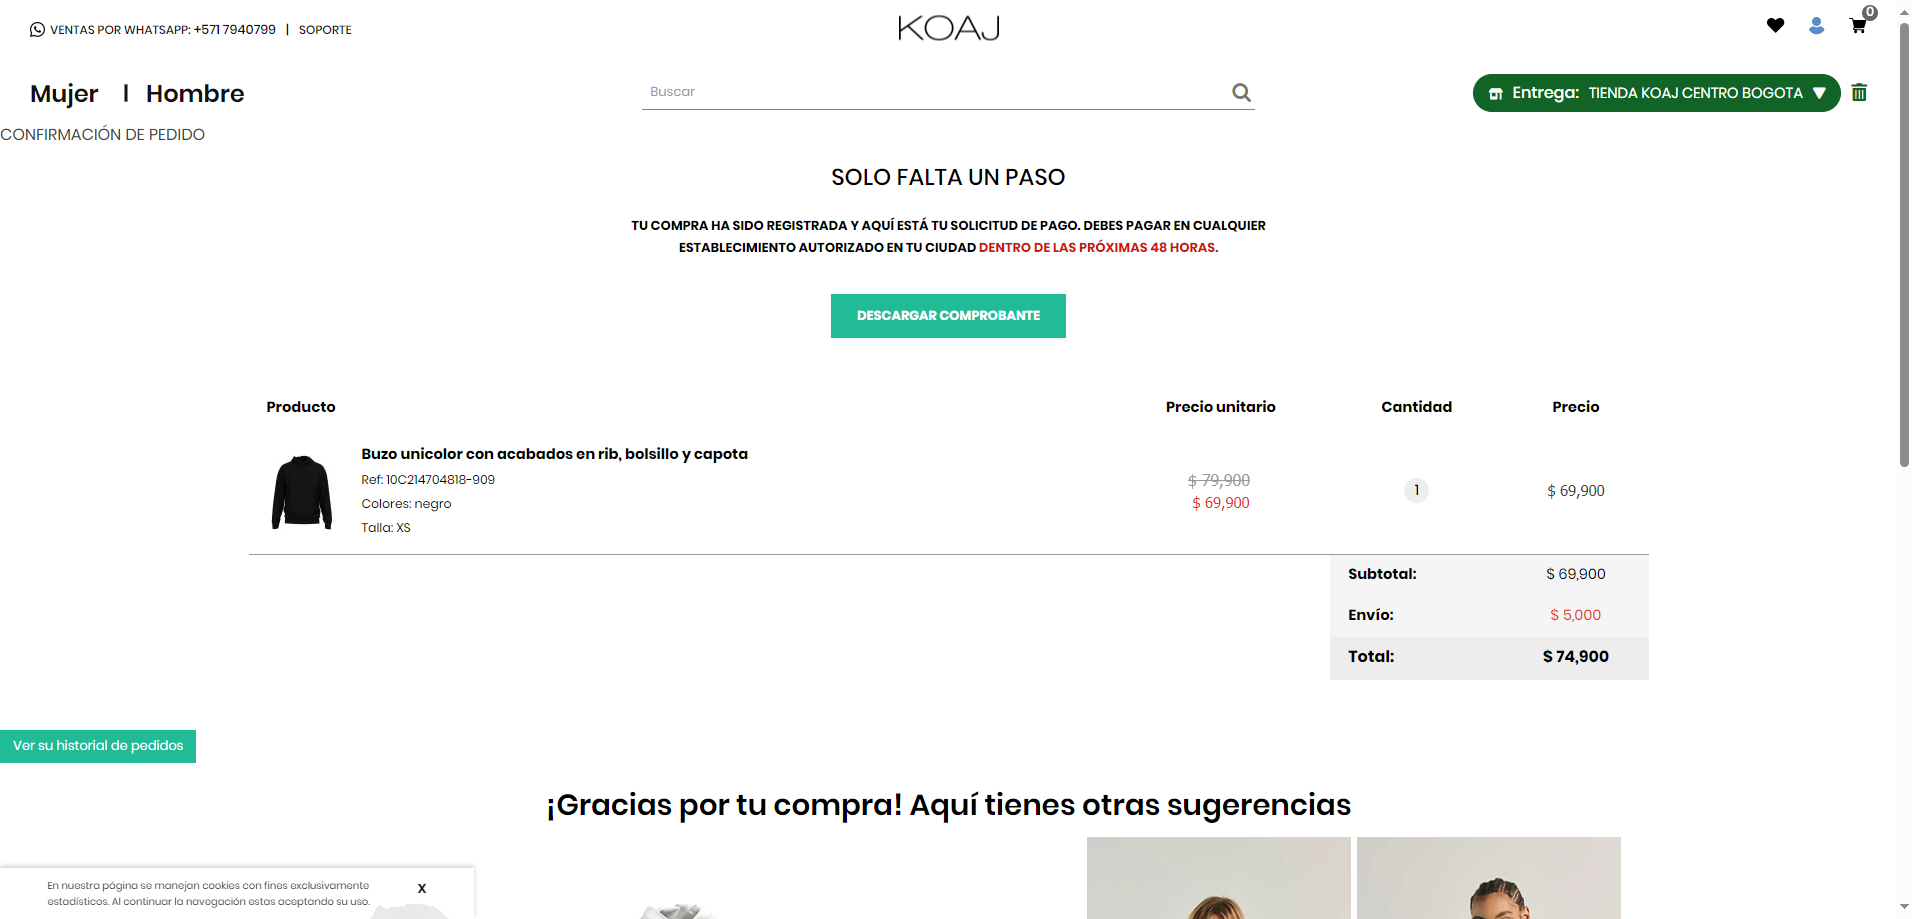 VENTAS POR WHATSAPP: +571 7940799 | SOPORTE
KOAJ
0
Mujer | Hombre
Buscar
Entrega: TIENDA KOAJ CENTRO BOGOTA
CONFIRMACIÓN DE PEDIDO
SOLO FALTA UN PASO
TU COMPRA HA SIDO REGISTRADA Y AQUÍ ESTÁ TU SOLICITUD DE PAGO. DEBES PAGAR EN CUALQUIER
ESTABLECIMIENTO AUTORIZADO EN TU CIUDAD DENTRO DE LAS PRÓXIMAS 48 HORAS.
DESCARGAR COMPROBANTE
Producto Precio unitario Cantidad Precio
Buzo unicolor con acabados en rib, bolsillo y capota
Ref: 10C214704818-909
Colores: negro
Talla: XS
$ 79,900
$ 69,900
1
$ 69,900
Subtotal: $ 69,900
Envío: $ 5,000
Total: $ 74,900
Ver su historial de pedidos
¡Gracias por tu compra! Aquí tienes otras sugerencias
En nuestra página se manejan cookies con fines exclusivamente
estadísticos. Al continuar la navegación estas aceptando su uso.
X